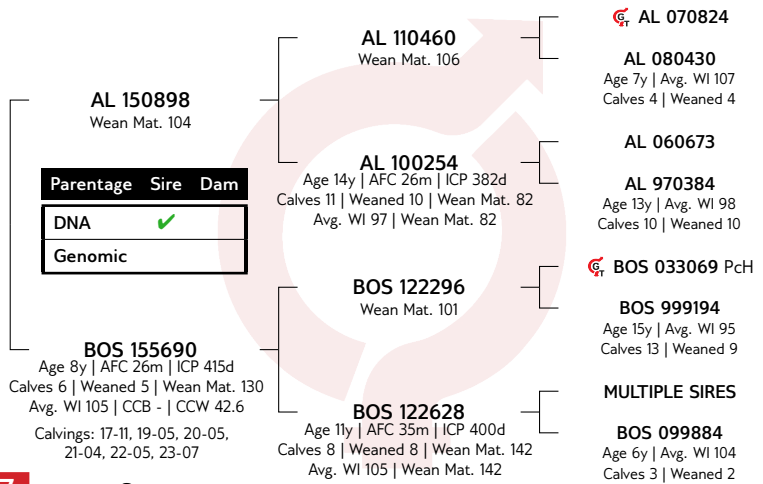 AL 150898
Wean Mat. 104
Parentage Sire Dam
DNA ✔
Genomic
BOS 155690
Age 8y | AFC 26m | ICP 415d
Calves 6 | Weaned 5 | Wean Mat. 130
Avg. WI 105 | CCB - | CCW 42.6
Calvings: 17-11, 19-05, 20-05,
21-04, 22-05, 23-07
AL 110460
Wean Mat. 106
AL 100254
Age 14y | AFC 26m | ICP 382d
Calves 11 | Weaned 10 | Wean Mat. 82
Avg. WI 97 | Wean Mat. 82
BOS 122296
Wean Mat. 101
BOS 122628
Age 11y | AFC 35m | ICP 400d
Calves 8 | Weaned 8 | Wean Mat. 142
Avg. WI 105 | Wean Mat. 142
GT AL 070824
AL 080430
Age 7y | Avg. WI 107
Calves 4 | Weaned 4
AL 060673
AL 970384
Age 13y | Avg. WI 98
Calves 10 | Weaned 10
GT BOS 033069 PcH
BOS 999194
Age 15y | Avg. WI 95
Calves 13 | Weaned 9
MULTIPLE SIRES
BOS 099884
Age 6y | Avg. WI 104
Calves 3 | Weaned 2